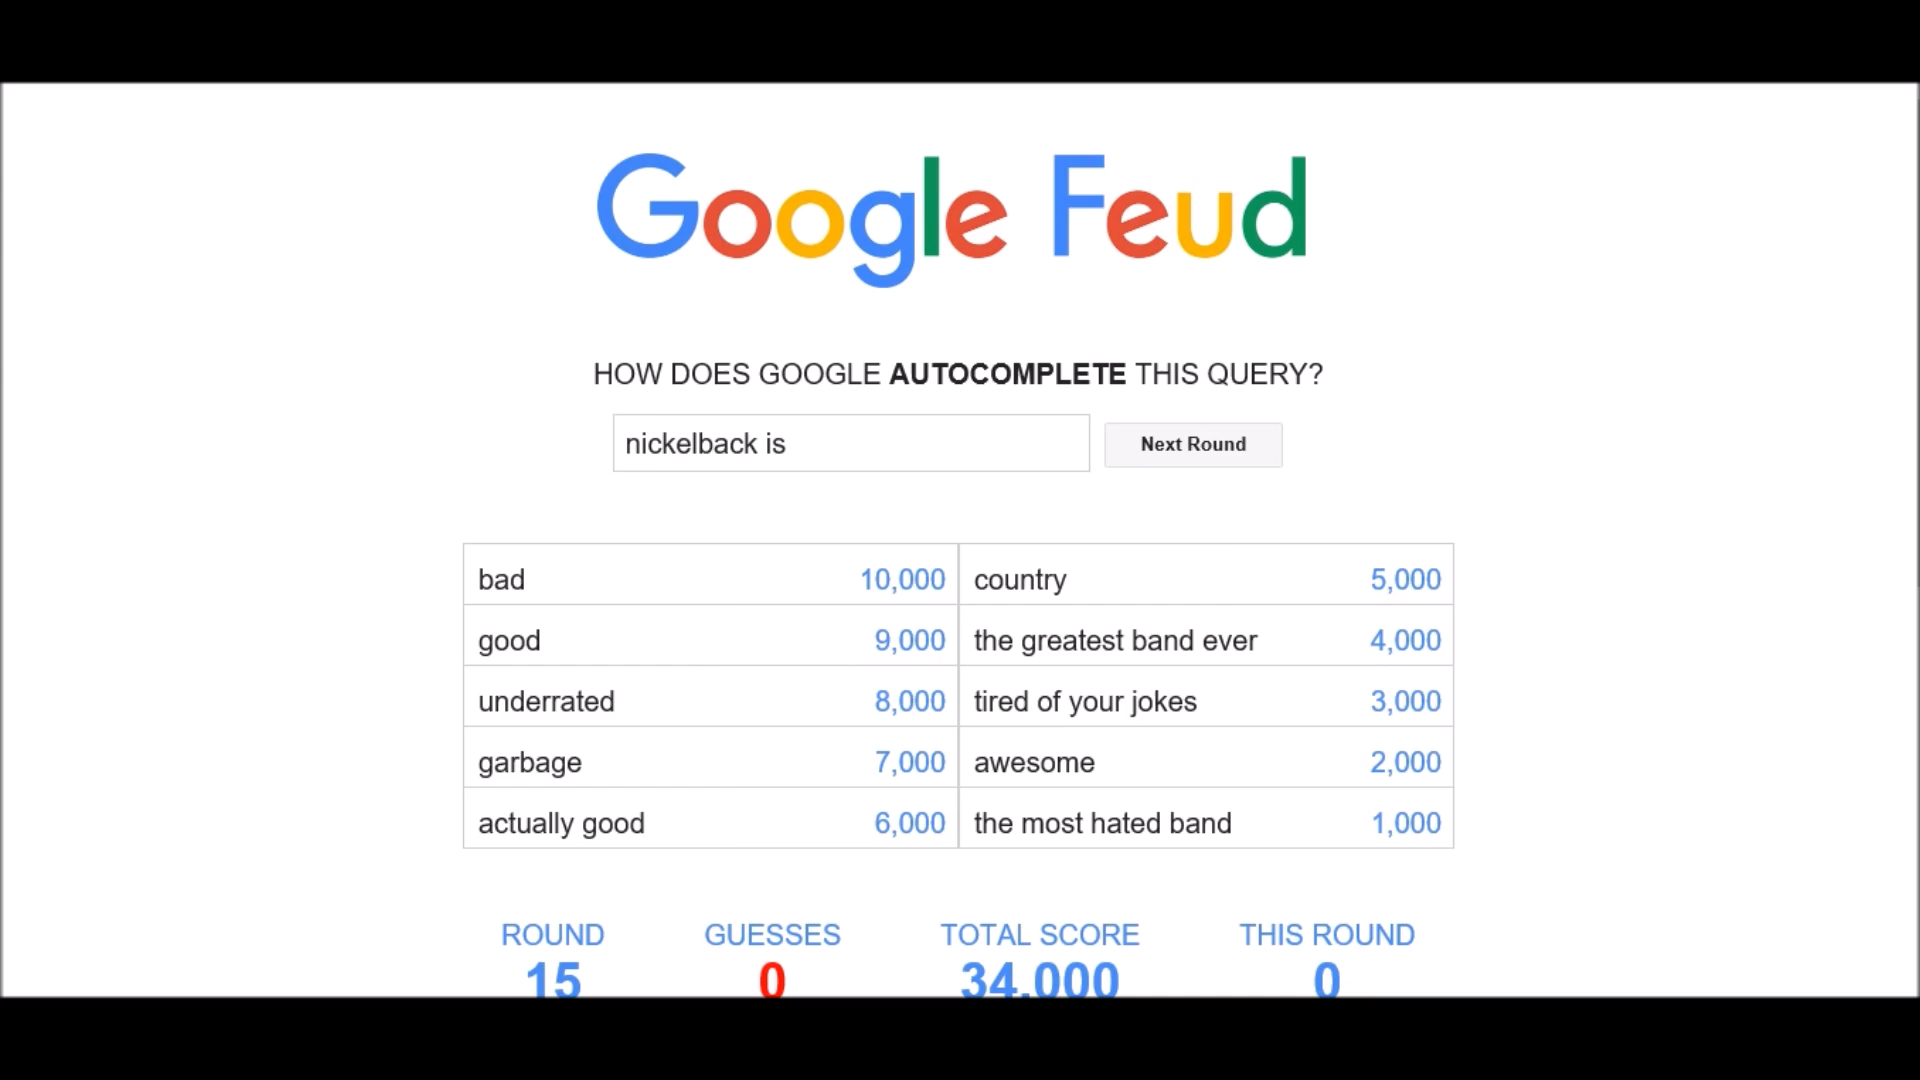 Google Feud
HOW DOES GOOGLE AUTOCOMPLETE THIS QUERY?
nickelback is
Next Round
bad 10,000 country 5,000
good 9,000 the greatest band ever 4,000
underrated 8,000 tired of your jokes 3,000
garbage 7,000 awesome 2,000
actually good 6,000 the most hated band 1,000
ROUND GUESSES TOTAL SCORE THIS ROUND
15 0 34,000 0